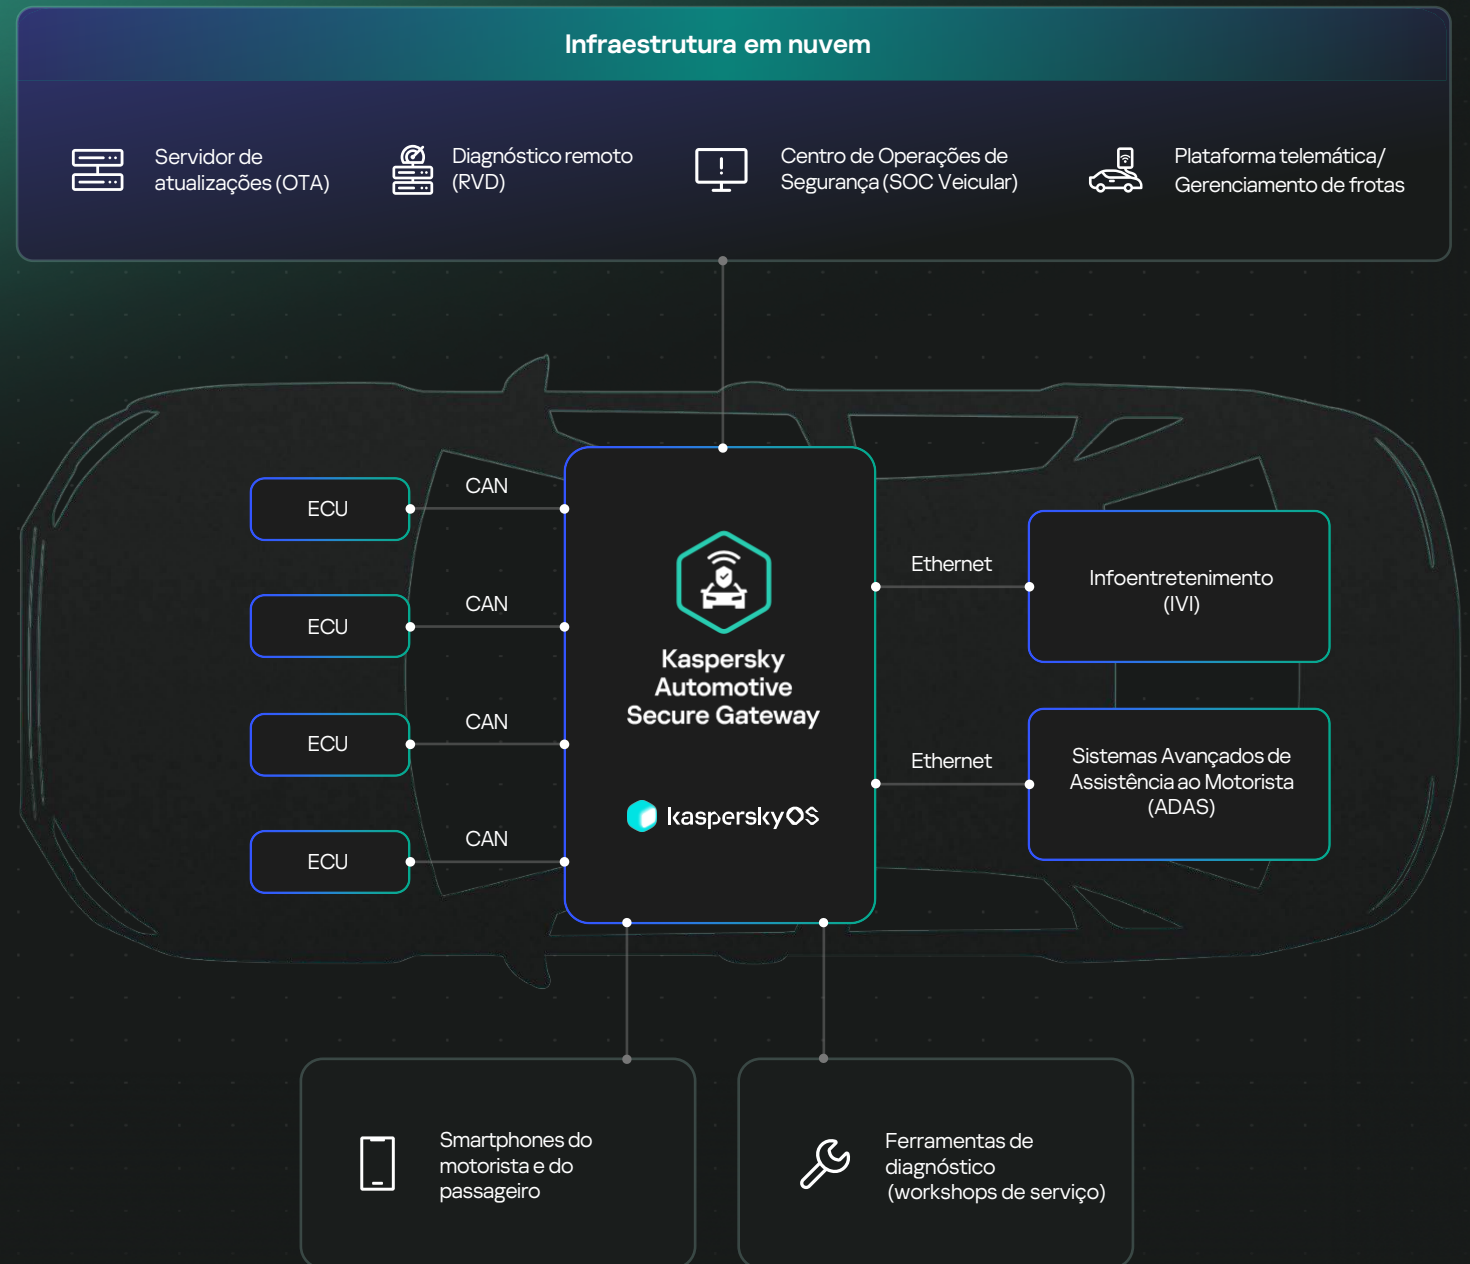 Infraestrutura em nuvem
Servidor de
atualizações (OTA)
Diagnóstico remoto
(RVD)
Centro de Operações de
Segurança (SOC Veicular)
Plataforma telemática/
Gerenciamento de frotas
ECU
CAN
ECU
CAN
ECU
CAN
ECU
CAN
Kaspersky
Automotive
Secure Gateway
kasperskyOS
Ethernet
Infoentretenimento
(IVI)
Ethernet
Sistemas Avançados de
Assistência ao Motorista
(ADAS)
Smartphones do
motorista e do
passageiro
Ferramentas de
diagnóstico
(workshops de serviço)